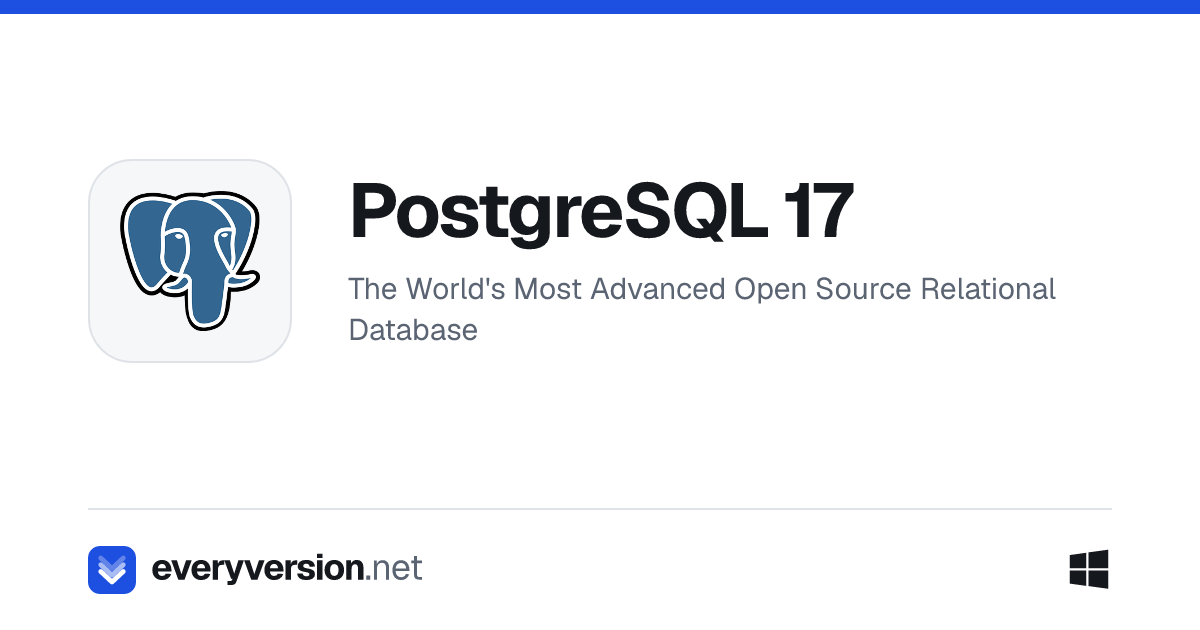 PostgreSQL 17
The World's Most Advanced Open Source Relational
Database
everyversion.net